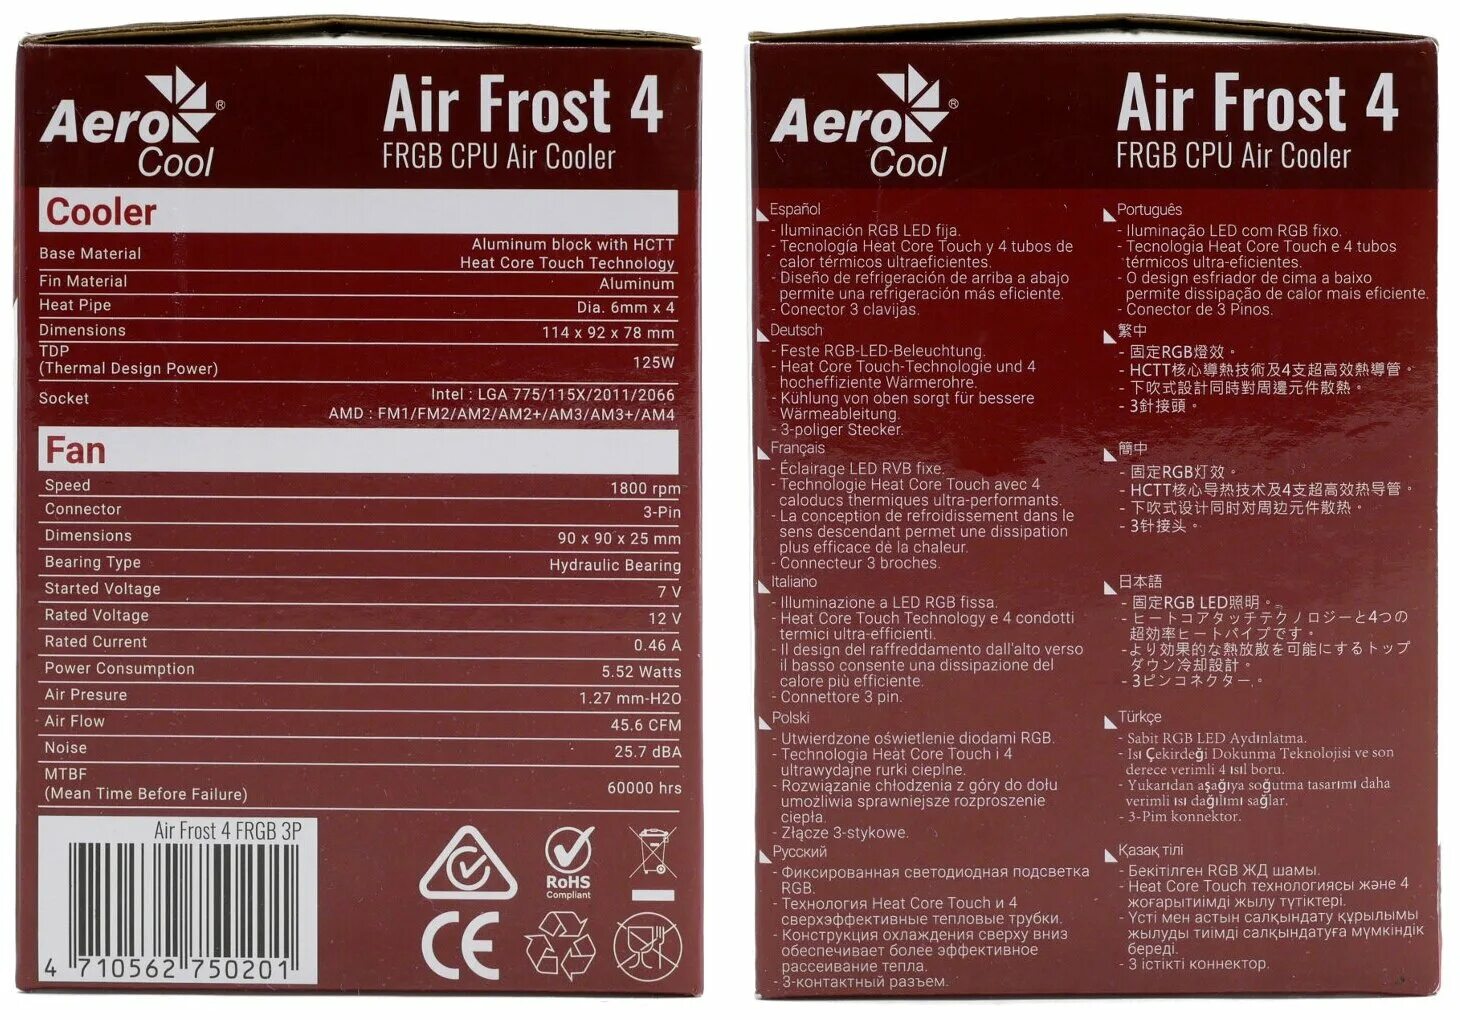 Aero®
Cool
Air Frost 4
FRGB CPU Air Cooler
Cooler
Base Material Aluminum block with HCTT
Heat Core Touch Technology
Fin Material Aluminum
Heat Pipe Dia. 6mm x 4
Dimensions 114 x 92 x 78 mm
TDP
(Thermal Design Power) 125W
Socket Intel : LGA 775/115X/2011/2066
AMD : FM1/FM2/AM2/AM2+/AM3/AM3+/AM4
Fan
Speed 1800 rpm
Connector 3-Pin
Dimensions 90 x 90 x 25 mm
Bearing Type Hydraulic Bearing
Started Voltage 7 V
Rated Voltage 12 V
Rated Current 0.46 A
Power Consumption 5.52 Watts
Air Presure 1.27 mm-H2O
Air Flow 45.6 CFM
Noise 25.7 dBA
MTBF
(Mean Time Before Failure) 60000 hrs
Air Frost 4 FRGB 3P
4 710562 750201
RoHS
Compliant
CE
Aero®
Cool
Air Frost 4
FRGB CPU Air Cooler
Español
- Iluminación RGB LED fija.
- Tecnología Heat Core Touch y 4 tubos de
calor térmicos ultraeficientes.
- Diseño de refrigeración de arriba a abajo
permite una refrigeración más eficiente.
- Conector 3 clavijas.
Deutsch
- Feste RGB-LED-Beleuchtung.
- Heat Core Touch-Technologie und 4
hocheffiziente Wärmerohre.
- Kühlung von oben sorgt für bessere
Wärmeableitung.
- 3-poliger Stecker.
Français
- Éclairage LED RVB fixe.
- Technologie Heat Core Touch avec 4
caloducs thermiques ultra-performants.
- La conception de refroidissement dans le
sens descendant permet une dissipation
plus efficace de la chaleur.
- Connecteur 3 broches.
Italiano
- Illuminazione a LED RGB fissa.
- Heat Core Touch Technology e 4 condotti
termici ultra-efficienti.
- Il design del raffreddamento dall'alto verso
il basso consente una dissipazione del
calore più efficiente.
- Connettore 3 pin.
Polski
- Utwierdzone oświetlenie diodami RGB.
- Technologia Heat Core Touch i 4
ultrawydajne rurki cieplne.
- Rozwiązanie chłodzenia z góry do dołu
umożliwia sprawniejsze rozproszenie
ciepła.
- Złącze 3-stykowe.
Русский
- Фиксированная светодиодная подсветка
RGB.
- Технология Heat Core Touch и 4
сверхэффективные тепловые трубки.
- Конструкция охлаждения сверху вниз
обеспечивает более эффективное
рассеивание тепла.
- 3-контактный разъем.
Português
- Iluminação LED com RGB fixo.
- Tecnologia Heat Core Touch e 4 tubos
térmicos ultra-eficientes.
- O design esfriador de cima a baixo
permite dissipação de calor mais eficiente.
- Conector de 3 Pinos.
繁中
- 固定RGB燈效。
- HCTT核心導熱技術及4支超高效熱導管。
- 下吹式設計同時對周邊元件散熱。
- 3針接頭。
簡中
- 固定RGB灯效。
- HCTT核心导热技术及4支超高效热导管。
- 下吹式设计同时对周边元件散热。
- 3针接头。
日本語
- 固定RGB LED照明。
- ヒートコアタッチテクノロジーと4つの
超効率ヒートパイプです。
- より効果的な熱放散を可能にするトップ
ダウン冷却設計。
- 3ピンコネクター。
Türkçe
- Sabit RGB LED Aydınlatma.
- Isı Çekirdeği Dokunma Teknolojisi ve son
derece verimli 4 ısıl boru.
- Yukarıdan aşağıya soğutma tasarımı daha
verimli ısı dağılımı sağlar.
- 3-Pim konnektor.
Қазақ тілі
- Бекітілген RGB ЖД шамы.
- Heat Core Touch технологиясы және 4
жоғарытиімді жылу түтіктері.
- Үсті мен астын салқындату құрылымы
жылуды тиімді салқындатуға мүмкіндік
береді.
- 3 істікті коннектор.